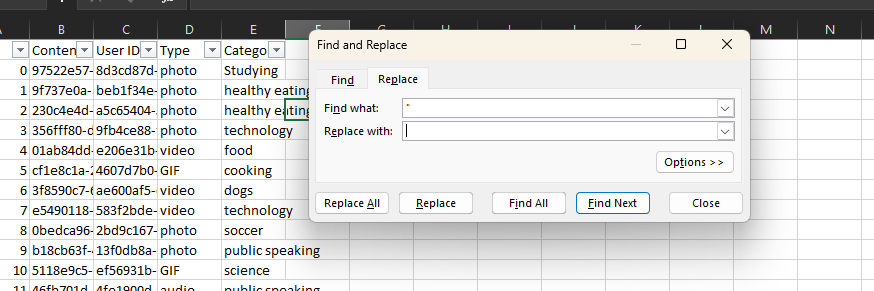 B C D E F G H I J K L M N
Conten User ID Type Catego
0 97522e57- 8d3cd87d- photo Studying
1 9f737e0a- beb1f34e- photo healthy eating
2 230c4e4d- a5c65404- photo healthy eating
3 356fff80-d 9fb4ce88- photo technology
4 01ab84dd- e206e31b- video food
5 cf1e8c1a-2 4607d7b0- GIF cooking
6 3f8590c7-6 ae600af5- video dogs
7 e5490118- 583f2bde- video technology
8 0bedca96- 2bd9c167- photo soccer
9 b18cb63f- 13f0db8a- photo public speaking
10 5118e9c5- ef56931b- GIF science
11 46fb701d 4fe1900d audio public speaking
Find and Replace
Find Replace
Find what: "
Replace with:
Options >>
Replace All Replace Find All Find Next Close